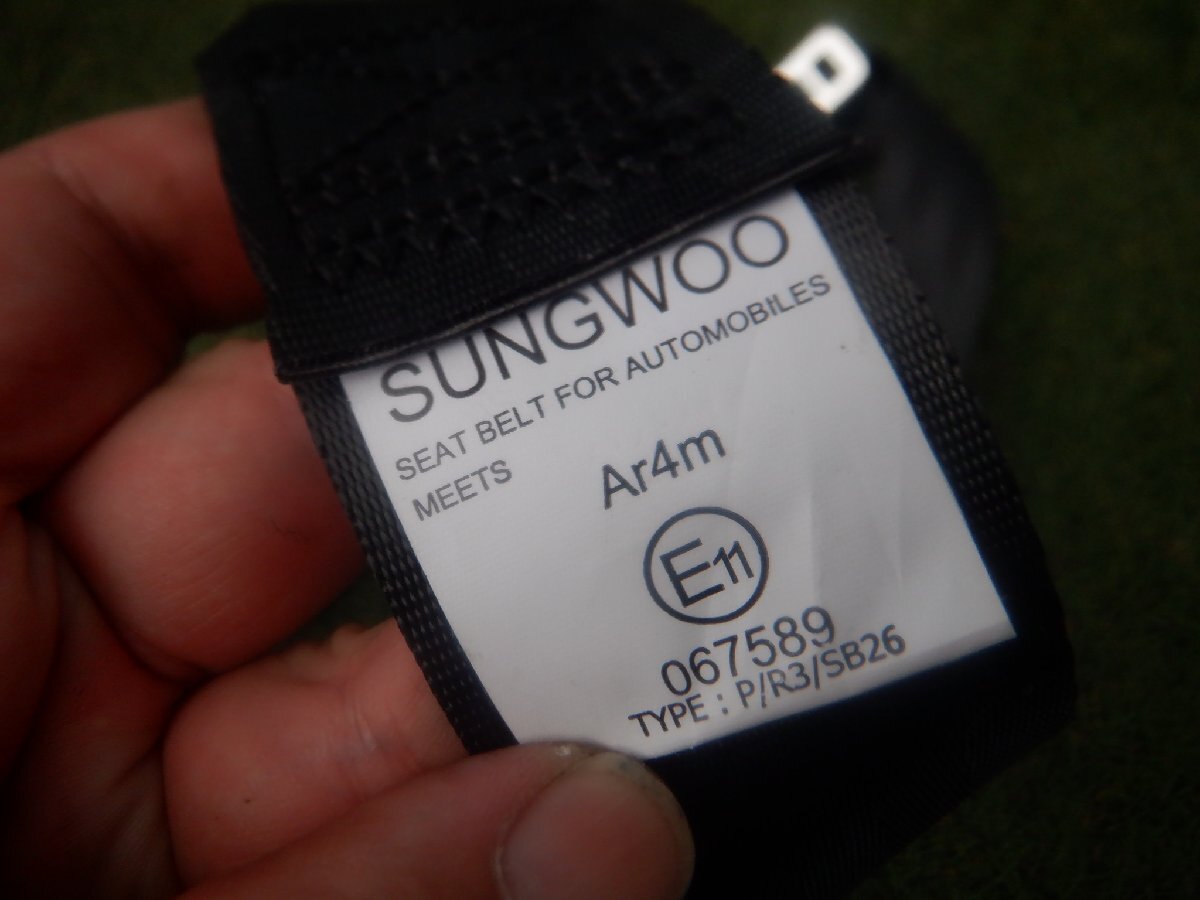 SUNGWOO
SEAT BELT FOR AUTOMOBILES
MEETS
Ar4m
E11
067589
TYPE : P/R3/SB26